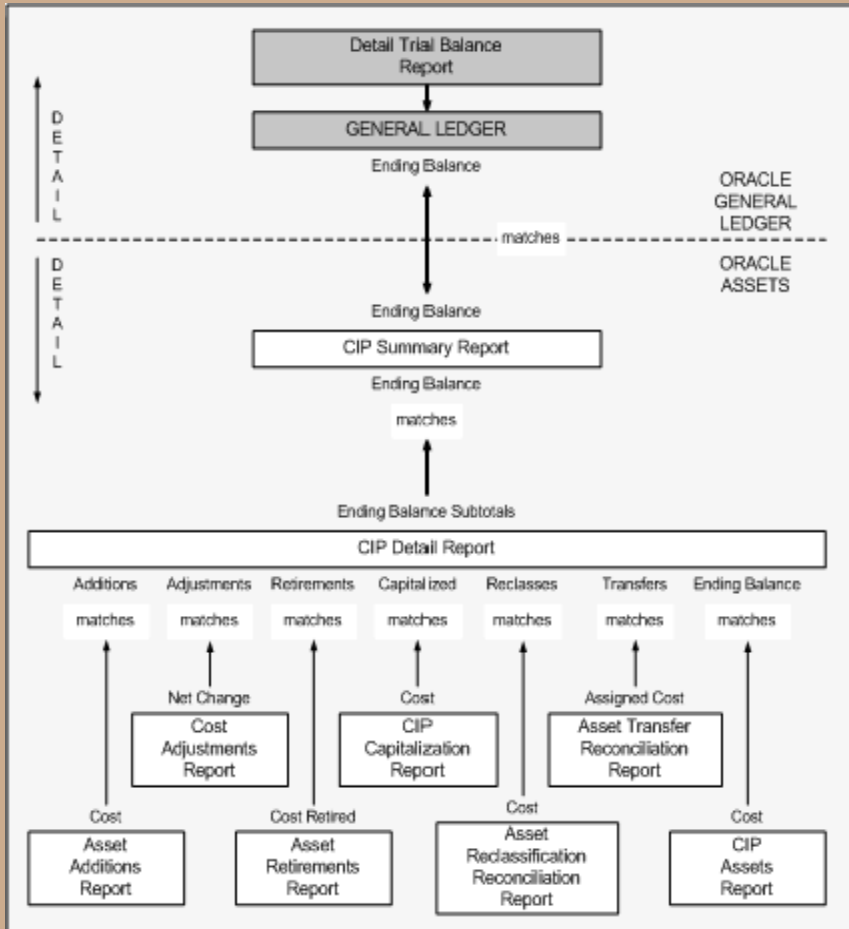 Detail Trial Balance
Report
GENERAL LEDGER
Ending Balance
DETAIL
ORACLE
GENERAL
LEDGER
matches
DETAIL
ORACLE
ASSETS
Ending Balance
CIP Summary Report
Ending Balance
matches
Ending Balance Subtotals
CIP Detail Report
Additions Adjustments Retirements Capitalized Reclasses Transfers Ending Balance
matches matches matches matches matches matches matches
Net Change
Cost
Adjustments
Report
Cost
CIP
Capitalization
Report
Assigned Cost
Asset Transfer
Reconciliation
Report
Cost
Asset
Additions
Report
Cost Retired
Asset
Retirements
Report
Cost
Asset
Reclassification
Reconciliation
Report
Cost
CIP
Assets
Report